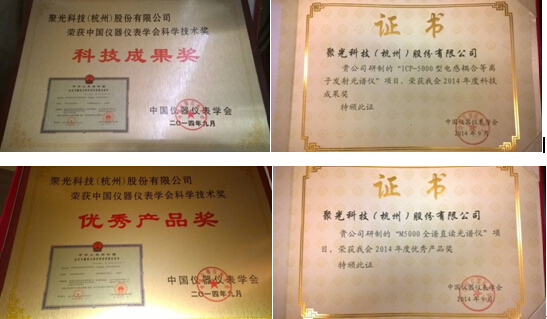 聚光科技(杭州)股份有限公司
荣获中国仪器仪表学会科学技术奖
科技成果奖
中国仪器仪表学会
二〇一四年九月
证书
聚光科技(杭州)股份有限公司
贵公司研制的“ICP-5000型电感耦合等离
子发射光谱仪”项目,荣获我会2014年度科技
成果奖
特颁此证
中国仪器仪表学会
2014年9月
聚光科技(杭州)股份有限公司
荣获中国仪器仪表学会科学技术奖
优秀产品奖
中国仪器仪表学会
二〇一四年九月
证书
聚光科技(杭州)股份有限公司
贵公司研制的“M5000全谱直读光谱仪”项
目,荣获我会2014年度优秀产品奖
特颁此证
中国仪器仪表学会
2014年9月